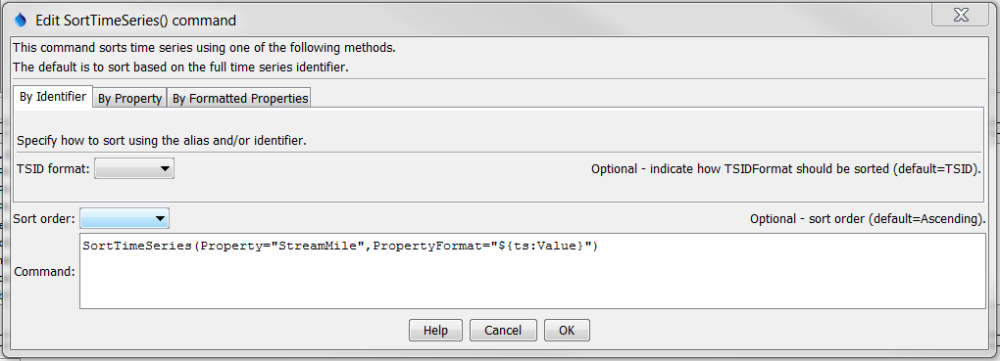 Edit SortTimeSeries() command
This command sorts time series using one of the following methods.
The default is to sort based on the full time series identifier.
By Identifier By Property By Formatted Properties
Specify how to sort using the alias and/or identifier.
TSID format: Optional - indicate how TSIDFormat should be sorted (default=TSID).
Sort order: Optional - sort order (default=Ascending).
SortTimeSeries(Property="StreamMile",PropertyFormat="${ts:Value}")
Command:
Help Cancel OK